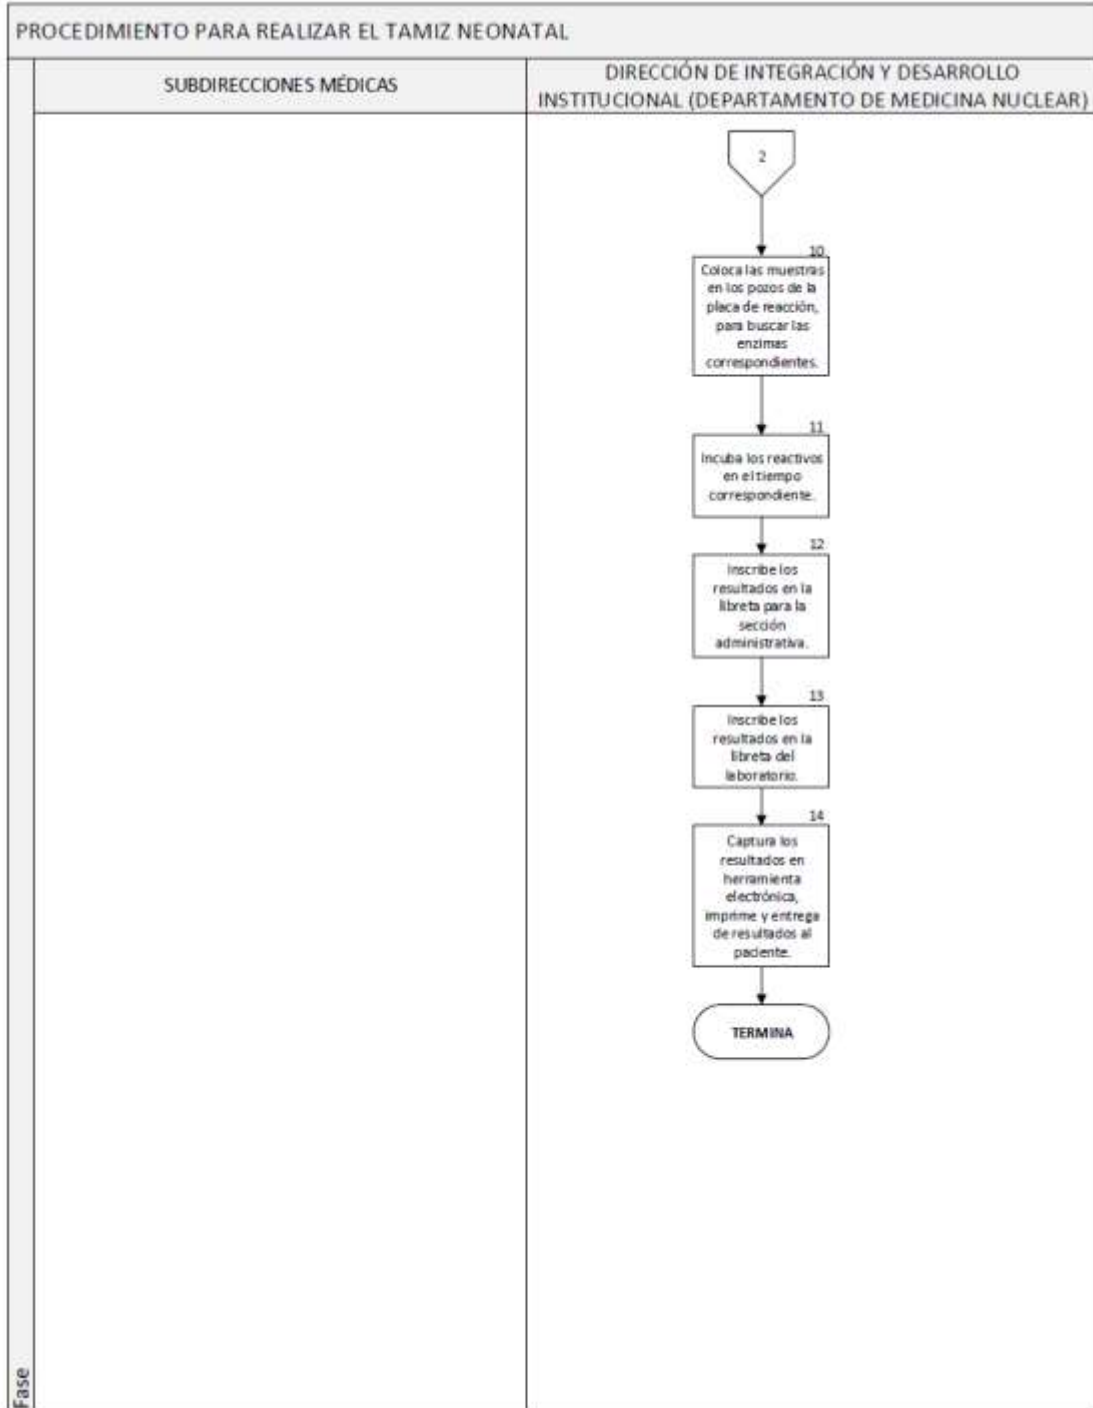 PROCEDIMIENTO PARA REALIZAR EL TAMIZ NEONATAL
SUBDIRECCIONES MÉDICAS
DIRECCIÓN DE INTEGRACIÓN Y DESARROLLO
INSTITUCIONAL (DEPARTAMENTO DE MEDICINA NUCLEAR)
2
10
Coloca las muestras
en los pozos de la
placa de reacción,
para buscar las
enzimas
correspondientes.
11
Incuba los reactivos
en el tiempo
correspondiente.
12
Inscribe los
resultados en la
libreta para la
sección
administrativa.
13
Inscribe los
resultados en la
libreta del
laboratorio.
14
Captura los
resultados en
herramienta
electrónica,
imprime y entrega
de resultados al
paciente.
TERMINA
Fase